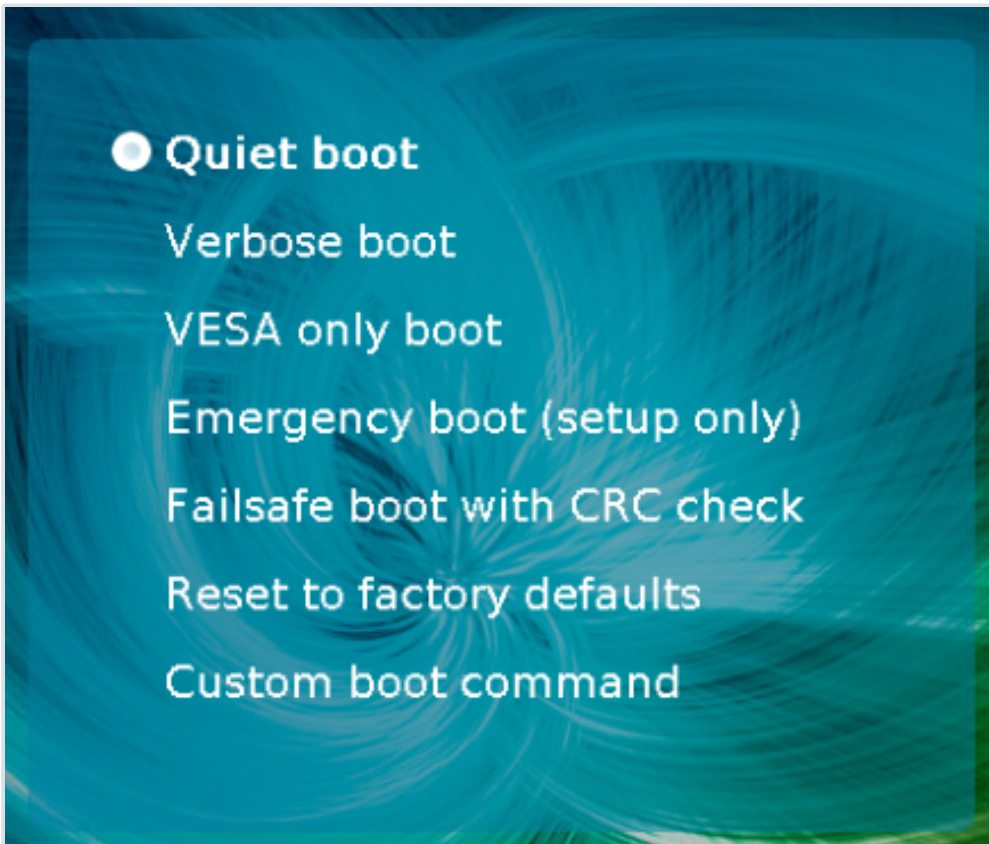 Quiet boot
Verbose boot
VESA only boot
Emergency boot (setup only)
Failsafe boot with CRC check
Reset to factory defaults
Custom boot command